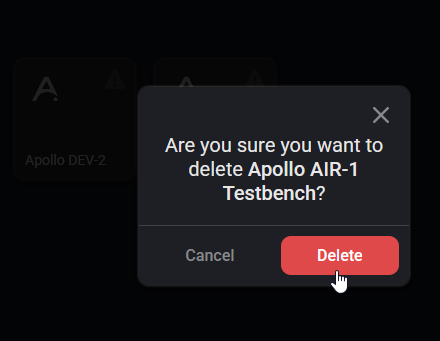 Are you sure you want to
delete Apollo AIR-1
Testbench?
Apollo DEV-2
Cancel
Delete